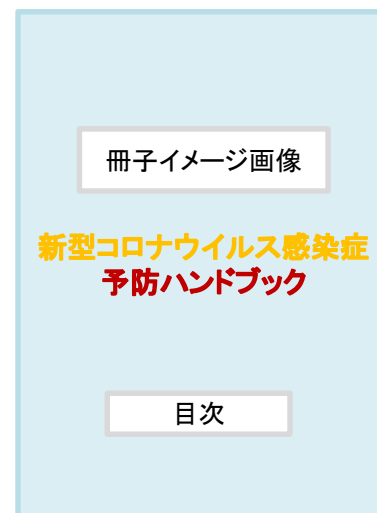 冊子イメージ画像
新型コロナウイルス感染症
予防ハンドブック
目次